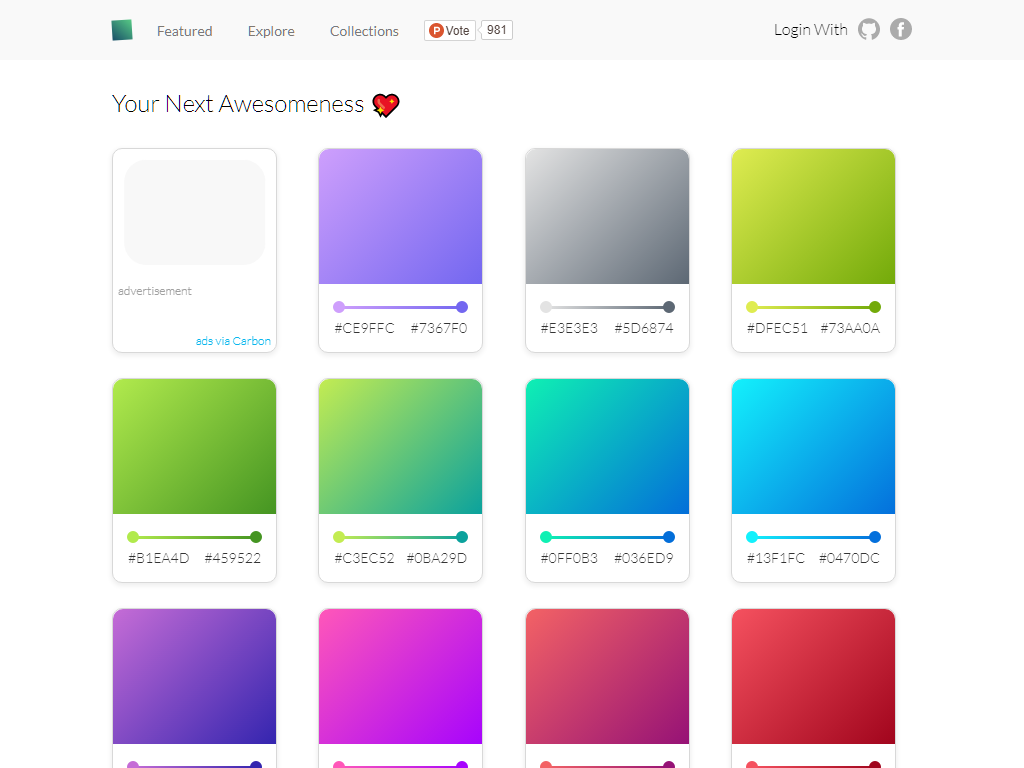 Featured
Explore
Collections
P Vote
981
Login With
Your Next Awesomeness 💖
advertisement
ads via Carbon
#CE9FFC #7367F0
#E3E3E3 #5D6874
#DFEC51 #73AA0A
#B1EA4D #459522
#C3EC52 #0BA29D
#0FF0B3 #036ED9
#13F1FC #0470DC